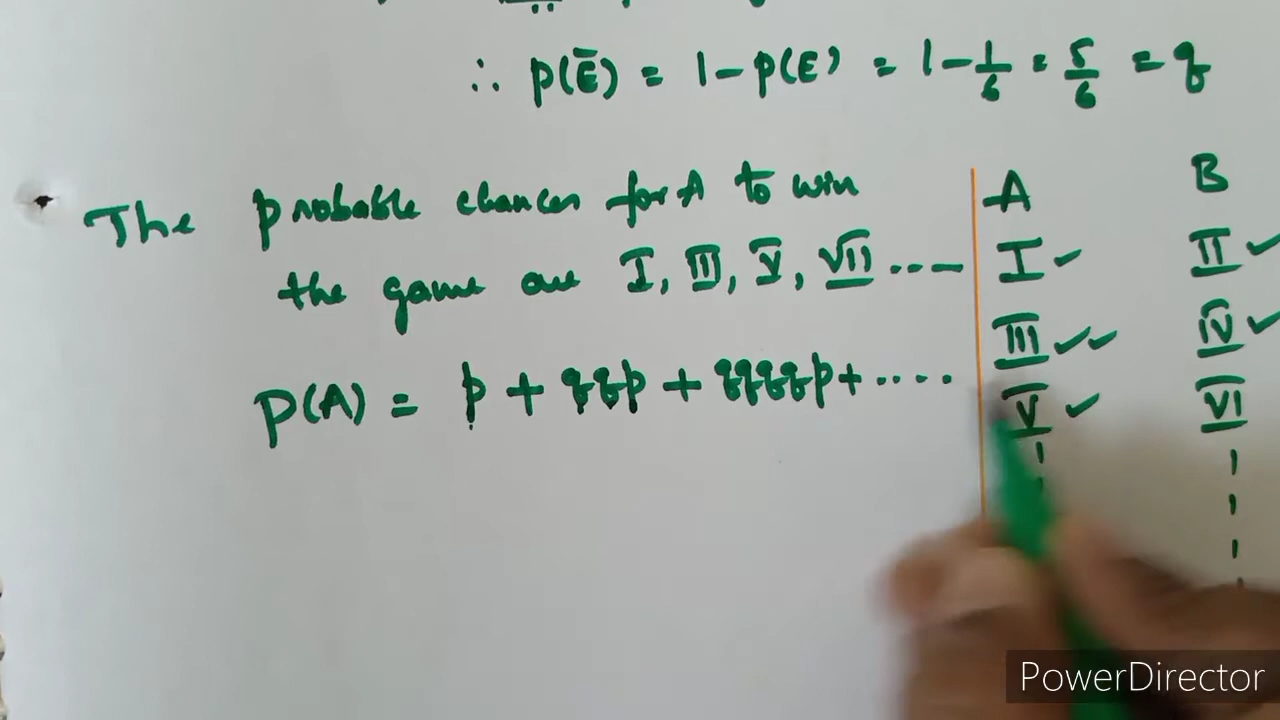 ∴ p(Ē) = 1 - p(E) = 1 - 1/6 = 5/6 = q
The probable chances for A to win
the game are I, III, V, VII ----
P(A) = p + qqp + qqqqp + ....
A B
I ✓ II ✓
III ✓✓ IV ✓
V ✓ VI
PowerDirector